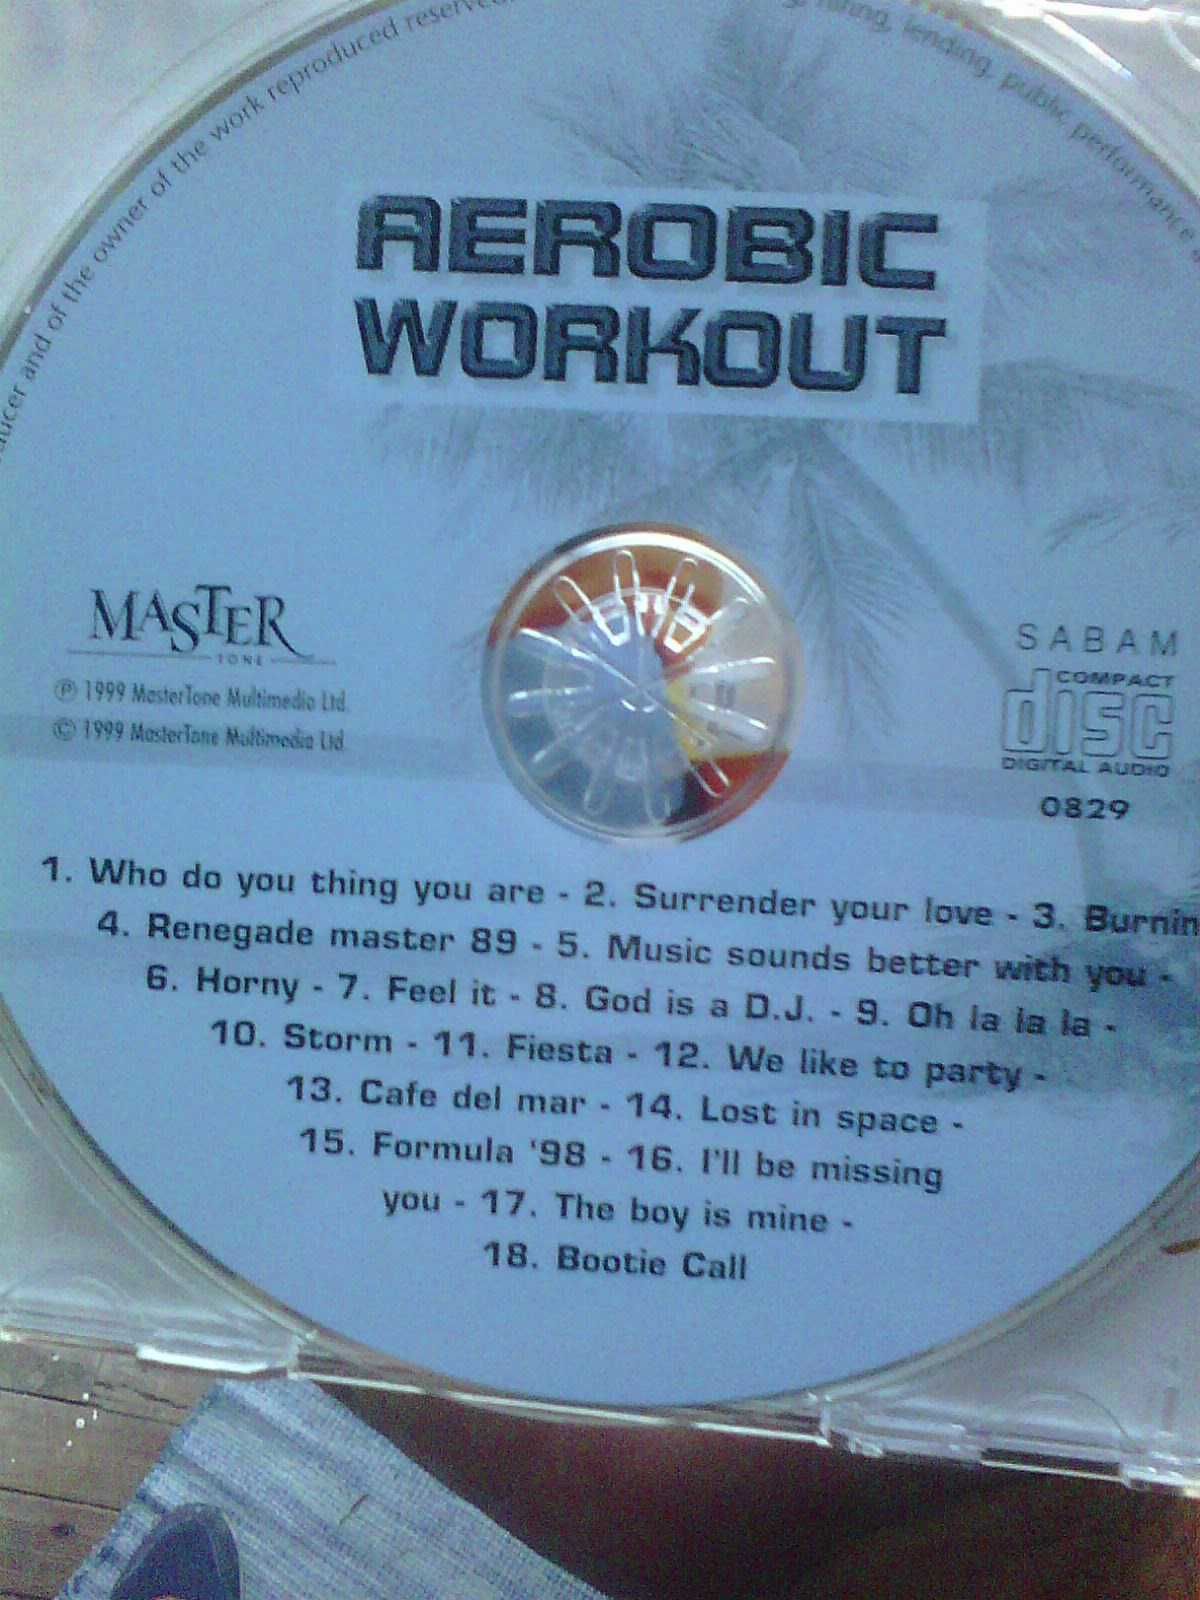 of the owner of the work reproduced reserved.
hiring, lending, public performance
and of the
AEROBIC
WORKOUT
MASTER
TONE
℗ 1999 MasterTone Multimedia Ltd.
© 1999 MasterTone Multimedia Ltd.
SABAM
COMPACT
disc
DIGITAL AUDIO
0829
1. Who do you thing you are - 2. Surrender your love - 3. Burnin
4. Renegade master 89 - 5. Music sounds better with you -
6. Horny - 7. Feel it - 8. God is a D.J. - 9. Oh la la la -
10. Storm - 11. Fiesta - 12. We like to party -
13. Cafe del mar - 14. Lost in space -
15. Formula '98 - 16. I'll be missing
you - 17. The boy is mine -
18. Bootie Call